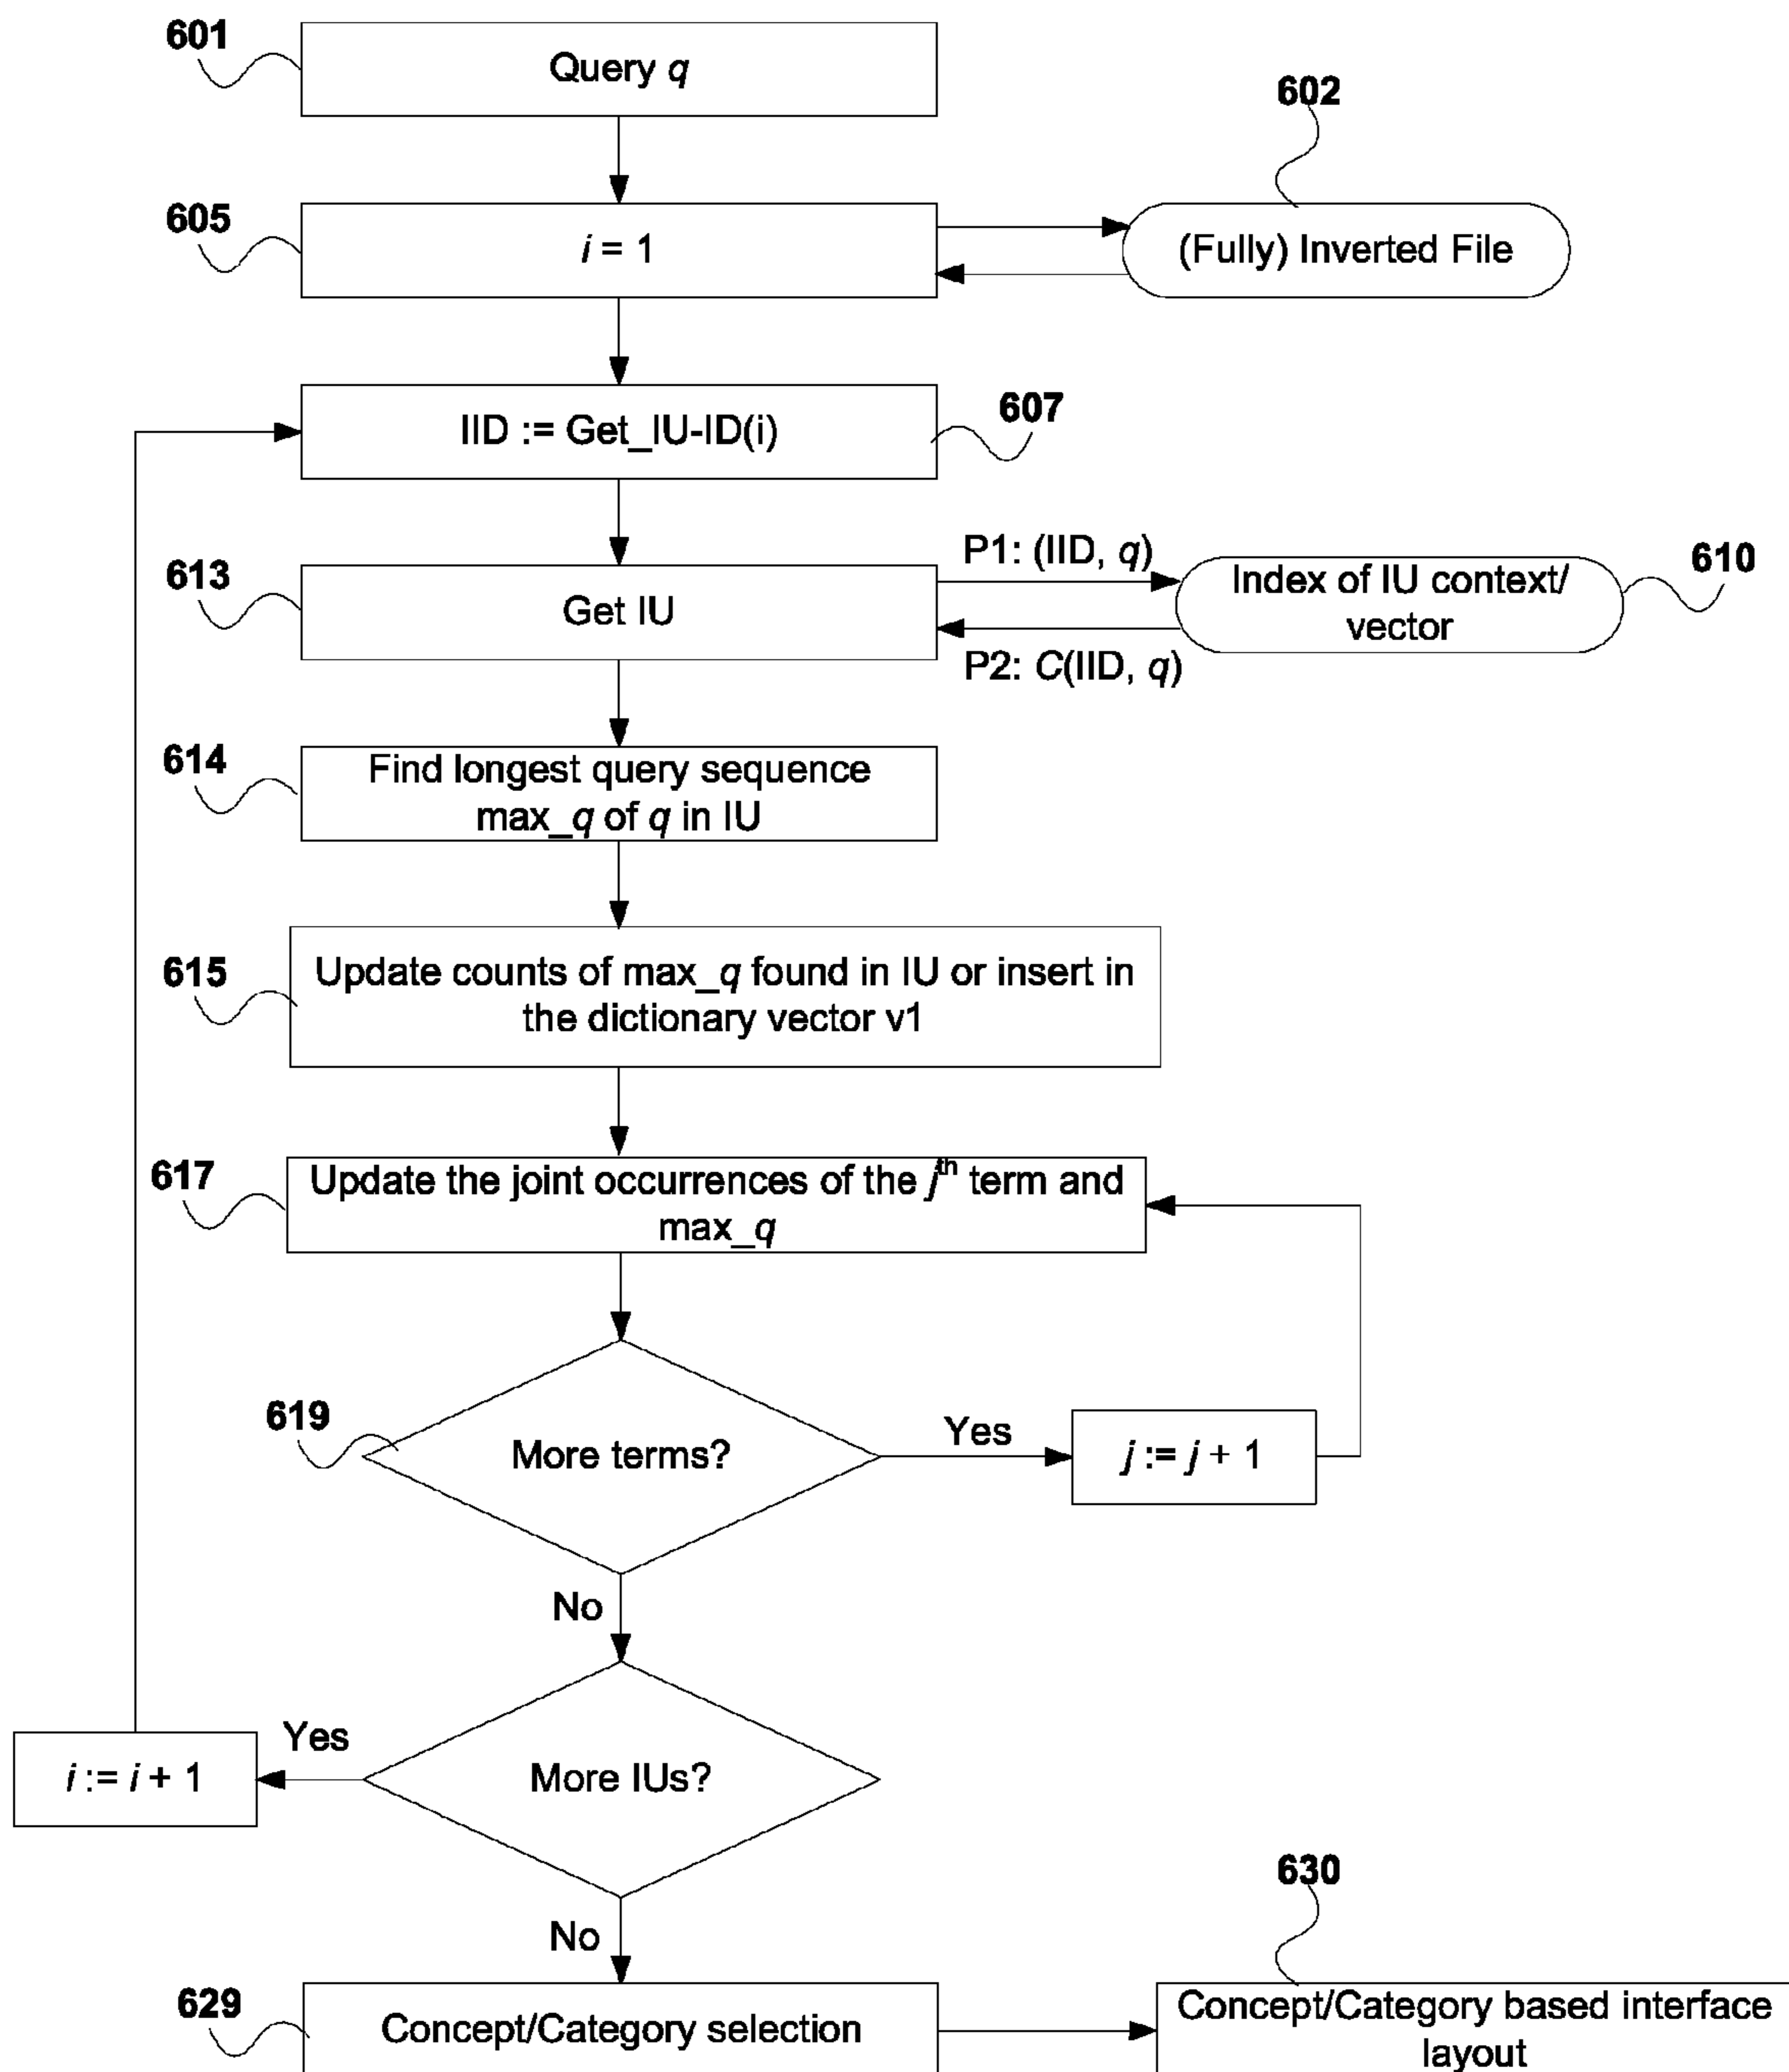 601
Query q
602
605
i = 1
(Fully) Inverted File
IID := Get_IU-ID(i)
607
P1: (IID, q)
613
Get IU
Index of IU context/
vector
610
P2: C(IID, q)
614
Find longest query sequence
max_q of q in IU
615
Update counts of max_q found in IU or insert in
the dictionary vector v1
617
Update the joint occurrences of the jth term and
max_q
619
More terms?
Yes
j := j + 1
No
i := i + 1
Yes
More IUs?
No
630
629
Concept/Category selection
Concept/Category based interface
layout